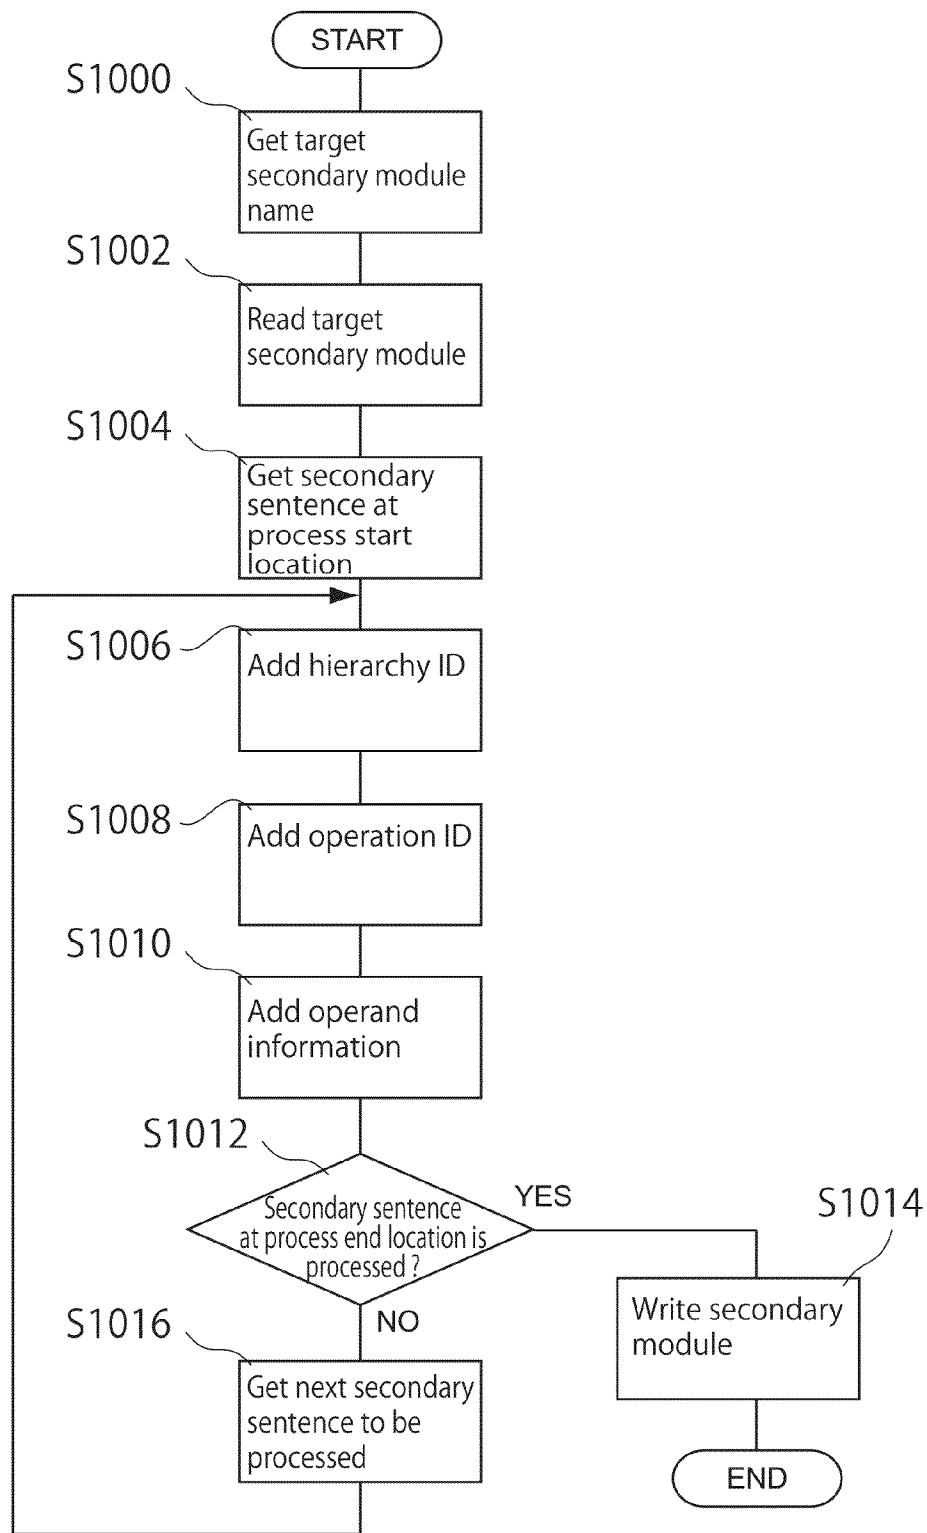 START
S1000
Get target
secondary module
name
S1002
Read target
secondary module
S1004
Get secondary
sentence at
process start
location
S1006
Add hierarchy ID
S1008
Add operation ID
S1010
Add operand
information
S1012
Secondary sentence
at process end location is
processed ?
YES
S1014
Write secondary
module
NO
S1016
Get next secondary
sentence to be
processed
END